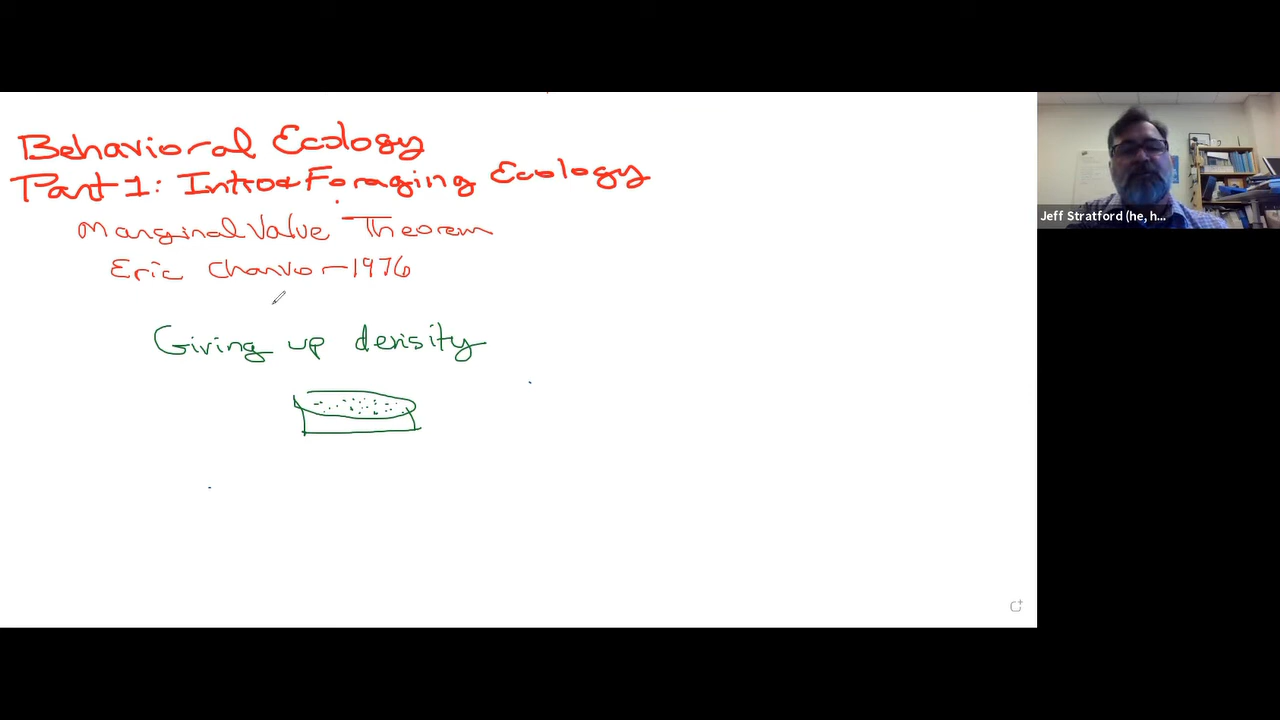 Behavioral Ecology
Part 1: Intro & Foraging Ecology
Marginal Value Theorem
Eric Charnov - 1976
Giving up density
Jeff Stratford (he, h...